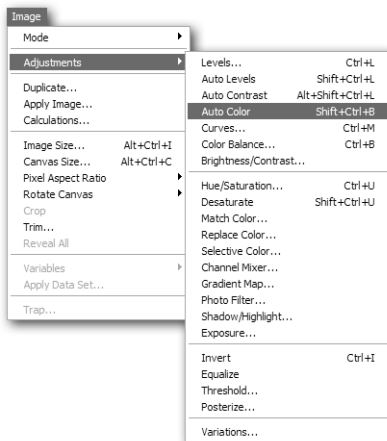 Image
Mode
Adjustments
Duplicate...
Apply Image...
Calculations...
Image Size... Alt+Ctrl+I
Canvas Size... Alt+Ctrl+C
Pixel Aspect Ratio
Rotate Canvas
Crop
Trim...
Reveal All
Variables
Apply Data Set...
Trap...
Levels... Ctrl+L
Auto Levels Shift+Ctrl+L
Auto Contrast Alt+Shift+Ctrl+L
Auto Color Shift+Ctrl+B
Curves... Ctrl+M
Color Balance... Ctrl+B
Brightness/Contrast...
Hue/Saturation... Ctrl+U
Desaturate Shift+Ctrl+U
Match Color...
Replace Color...
Selective Color...
Channel Mixer...
Gradient Map...
Photo Filter...
Shadow/Highlight...
Exposure...
Invert Ctrl+I
Equalize
Threshold...
Posterize...
Variations...